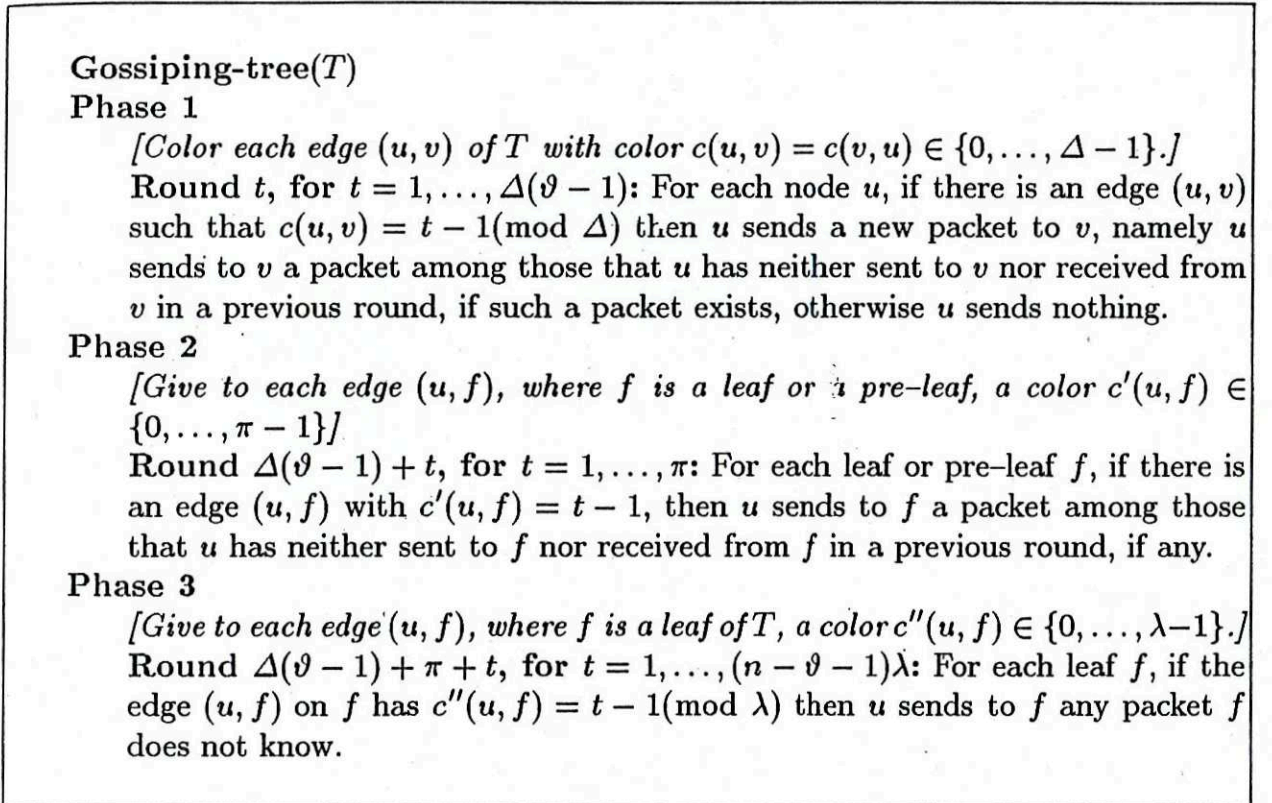 Gossiping-tree(T)
Phase 1
[Color each edge (u, v) of T with color c(u, v) = c(v, u) ∈ {0, . . . , Δ − 1}.]
Round t, for t = 1, . . . , Δ(ϑ − 1): For each node u, if there is an edge (u, v)
such that c(u, v) = t − 1(mod Δ) then u sends a new packet to v, namely u
sends to v a packet among those that u has neither sent to v nor received from
v in a previous round, if such a packet exists, otherwise u sends nothing.
Phase 2
[Give to each edge (u, f), where f is a leaf or a pre–leaf, a color c′(u, f) ∈
{0, . . . , π − 1}]
Round Δ(ϑ − 1) + t, for t = 1, . . . , π: For each leaf or pre–leaf f, if there is
an edge (u, f) with c′(u, f) = t − 1, then u sends to f a packet among those
that u has neither sent to f nor received from f in a previous round, if any.
Phase 3
[Give to each edge (u, f), where f is a leaf of T, a color c″(u, f) ∈ {0, . . . , λ−1}.]
Round Δ(ϑ − 1) + π + t, for t = 1, . . . , (n − ϑ − 1)λ: For each leaf f, if the
edge (u, f) on f has c″(u, f) = t − 1(mod λ) then u sends to f any packet f
does not know.